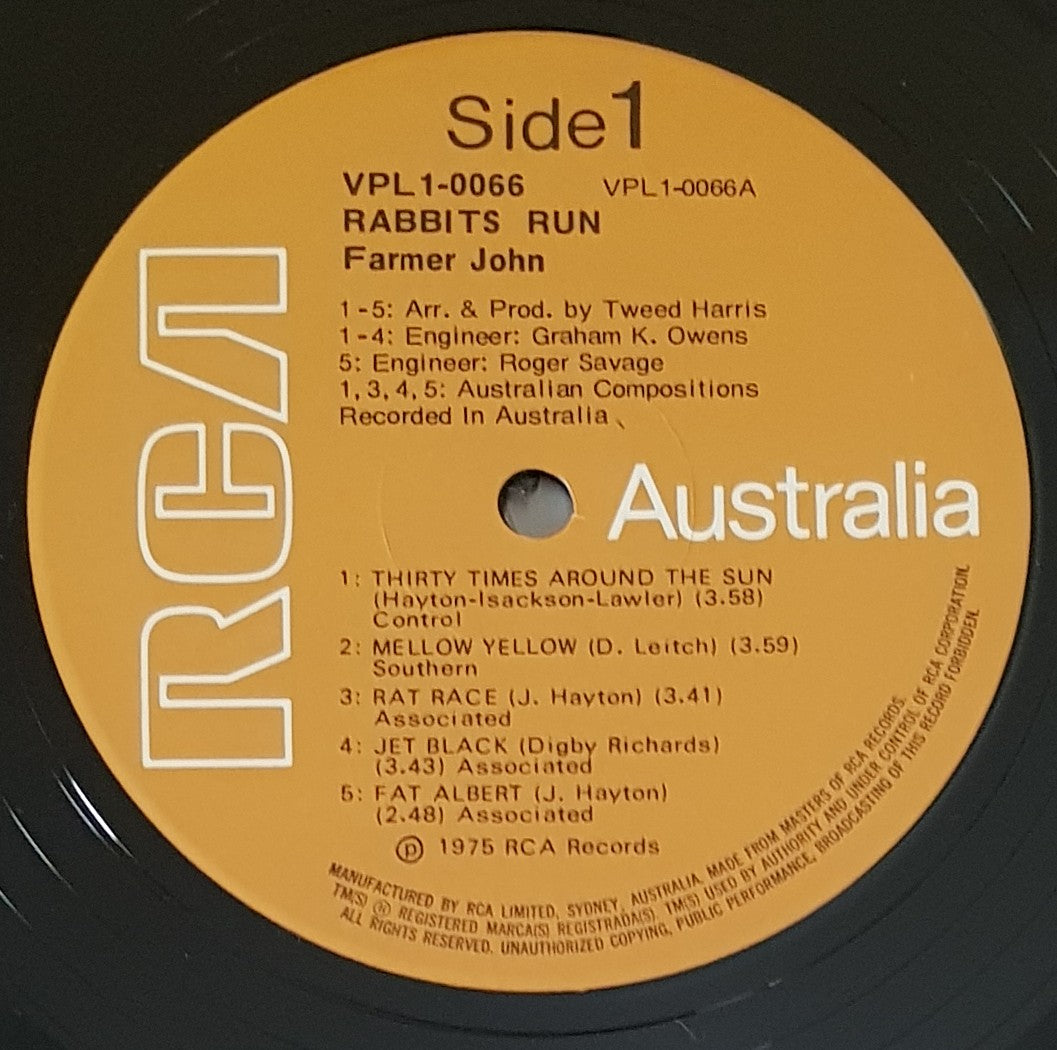 Side 1
VPL1-0066 VPL1-0066A
RABBITS RUN
Farmer John
1-5: Arr. & Prod. by Tweed Harris
1-4: Engineer: Graham K. Owens
5: Engineer: Roger Savage
1, 3, 4, 5: Australian Compositions
Recorded In Australia
RCA
Australia
1: THIRTY TIMES AROUND THE SUN
(Hayton-Isackson-Lawler) (3.58)
Control
2: MELLOW YELLOW (D. Leitch) (3.59)
Southern
3: RAT RACE (J. Hayton) (3.41)
Associated
4: JET BLACK (Digby Richards)
(3.43) Associated
5: FAT ALBERT (J. Hayton)
(2.48) Associated
℗ 1975 RCA Records
MANUFACTURED BY RCA LIMITED, SYDNEY, AUSTRALIA, MADE FROM MASTERS OF RCA RECORDS.
TM(S) ® REGISTERED MARCA(S) REGISTRADA(S). TM(S) USED BY AUTHORITY AND UNDER CONTROL OF RCA CORPORATION.
ALL RIGHTS RESERVED. UNAUTHORIZED COPYING, PUBLIC PERFORMANCE, BROADCASTING OF THIS RECORD FORBIDDEN.